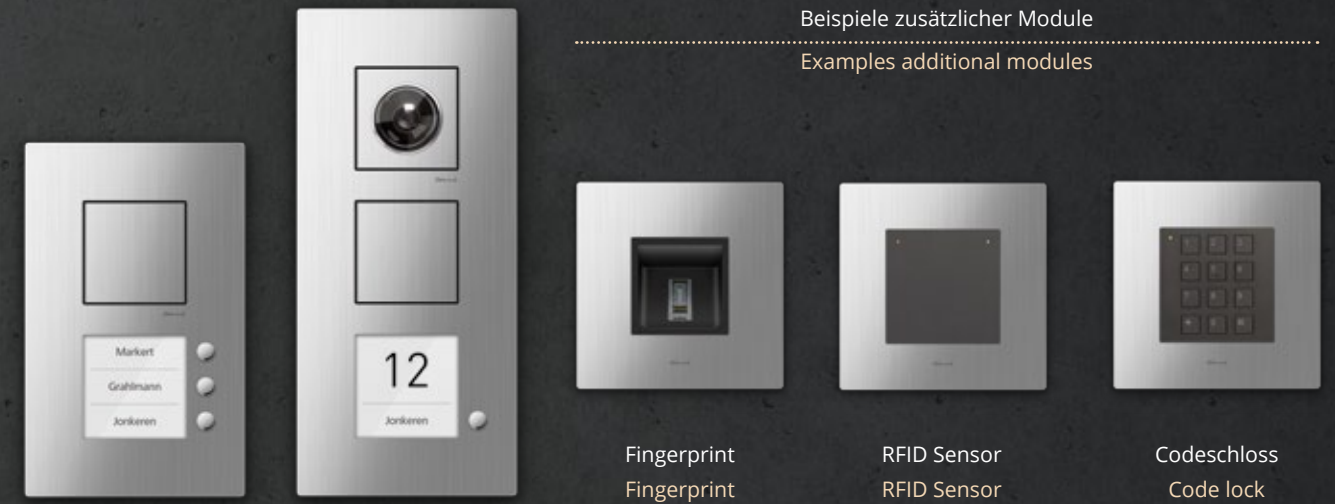 Beispiele zusätzlicher Module
Examples additional modules
Markert
Grahlmann
Jonkeren
12
Jonkeren
Fingerprint
Fingerprint
RFID Sensor
RFID Sensor
Codeschloss
Code lock